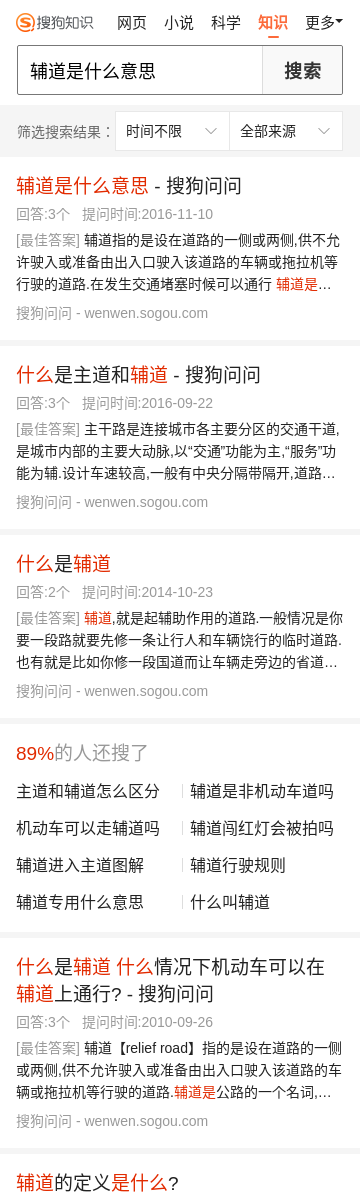 搜狗知识 网页 小说 科学 知识 更多
辅道是什么意思 搜索
筛选搜索结果： 时间不限 全部来源
辅道是什么意思 - 搜狗问问
回答:3个 提问时间:2016-11-10
[最佳答案] 辅道指的是设在道路的一侧或两侧,供不允
许驶入或准备由出入口驶入该道路的车辆或拖拉机等
行驶的道路.在发生交通堵塞时候可以通行 辅道是…
搜狗问问 - wenwen.sogou.com
什么是主道和辅道 - 搜狗问问
回答:3个 提问时间:2016-09-22
[最佳答案] 主干路是连接城市各主要分区的交通干道,
是城市内部的主要大动脉,以“交通”功能为主,“服务”功
能为辅.设计车速较高,一般有中央分隔带隔开,道路…
搜狗问问 - wenwen.sogou.com
什么是辅道
回答:2个 提问时间:2014-10-23
[最佳答案] 辅道,就是起辅助作用的道路.一般情况是你
要一段路就要先修一条让行人和车辆饶行的临时道路.
也有就是比如你修一段国道而让车辆走旁边的省道…
搜狗问问 - wenwen.sogou.com
89%的人还搜了
主道和辅道怎么区分 辅道是非机动车道吗
机动车可以走辅道吗 辅道闯红灯会被拍吗
辅道进入主道图解 辅道行驶规则
辅道专用什么意思 什么叫辅道
什么是辅道 什么情况下机动车可以在
辅道上通行? - 搜狗问问
回答:3个 提问时间:2010-09-26
[最佳答案] 辅道【relief road】指的是设在道路的一侧
或两侧,供不允许驶入或准备由出入口驶入该道路的车
辆或拖拉机等行驶的道路.辅道是公路的一个名词,…
搜狗问问 - wenwen.sogou.com
辅道的定义是什么?